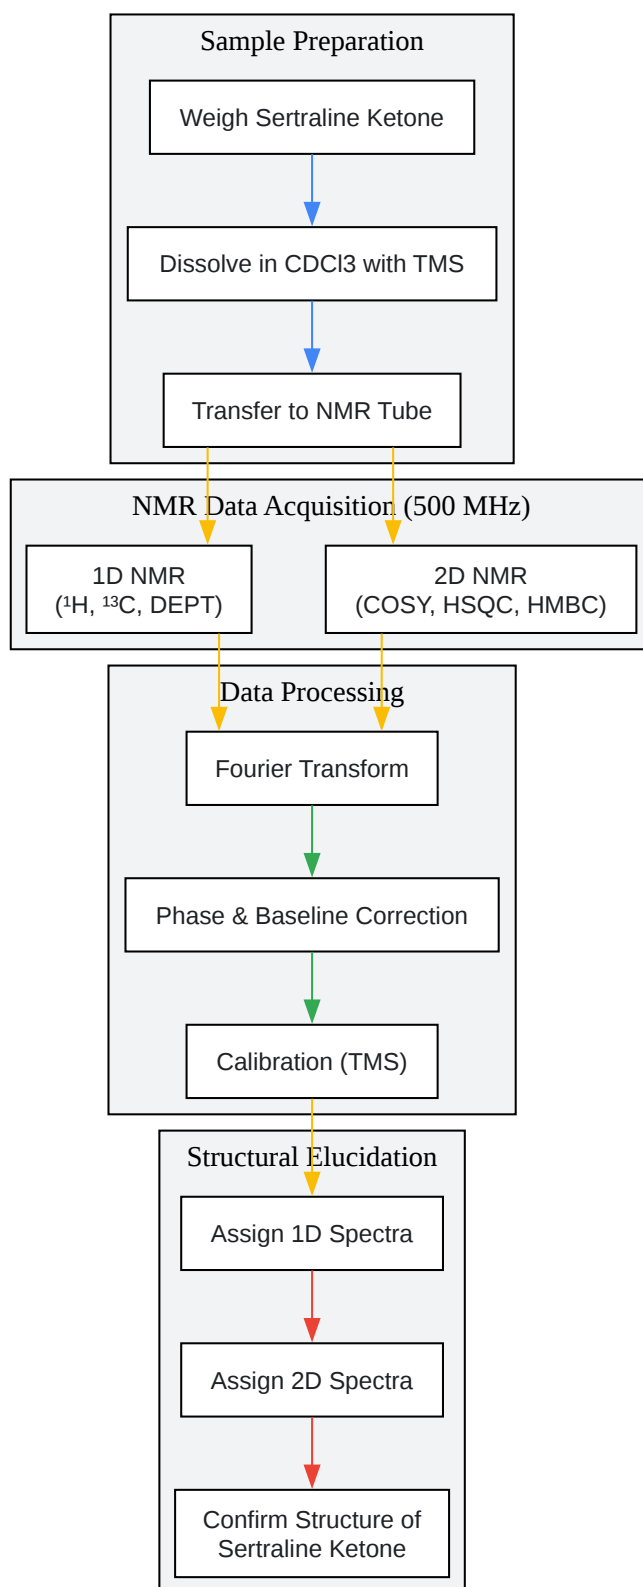 Sample Preparation
Weigh Sertraline Ketone
Dissolve in CDCl3 with TMS
Transfer to NMR Tube
NMR Data Acquisition (500 MHz)
1D NMR
(¹H, ¹³C, DEPT)
2D NMR
(COSY, HSQC, HMBC)
Data Processing
Fourier Transform
Phase & Baseline Correction
Calibration (TMS)
Structural Elucidation
Assign 1D Spectra
Assign 2D Spectra
Confirm Structure of
Sertraline Ketone